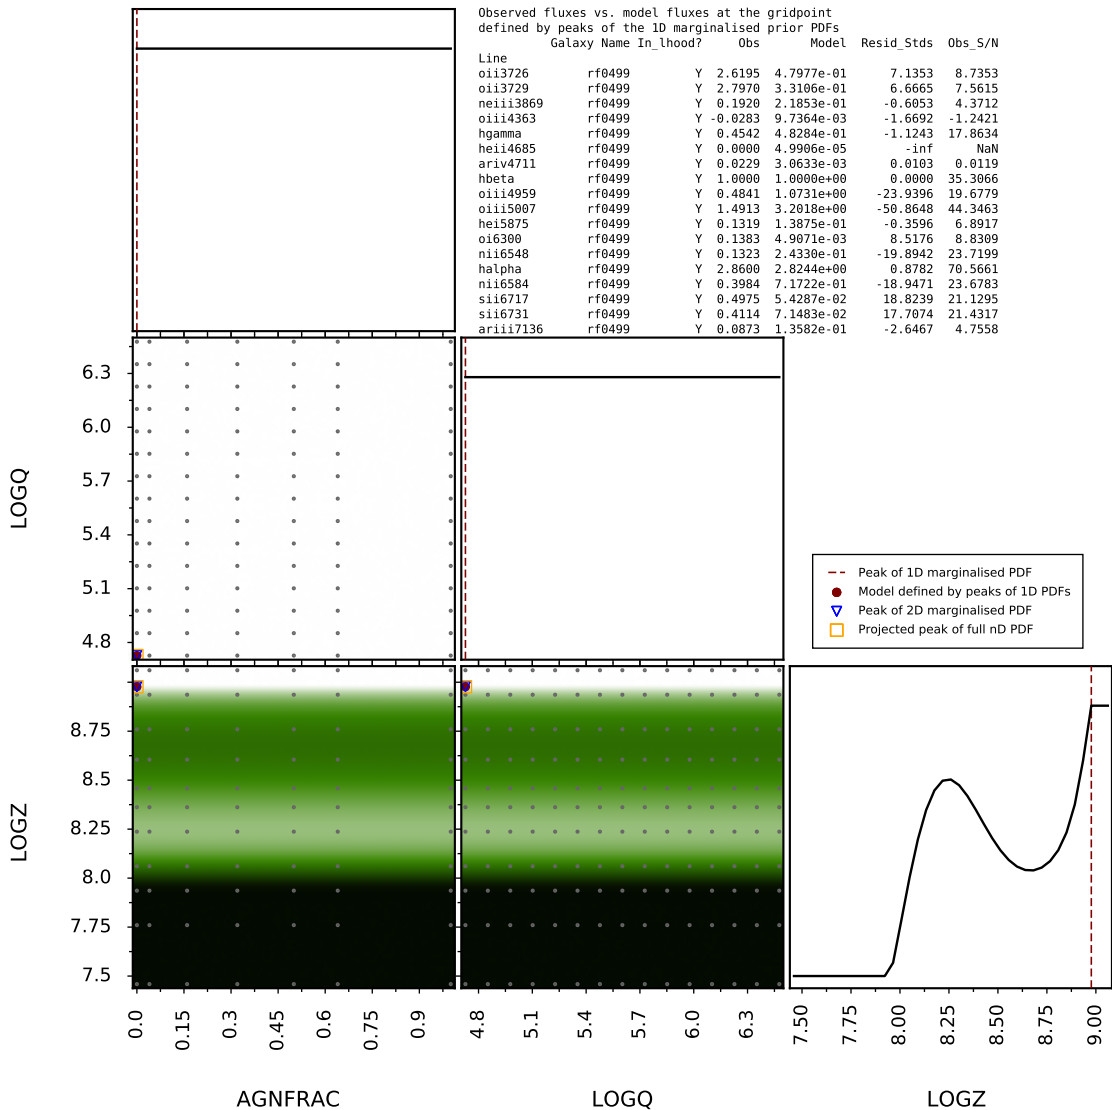 Observed fluxes vs. model fluxes at the gridpoint
defined by peaks of the 1D marginalised prior PDFs
Galaxy Name In_lhood? Obs Model Resid_Stds Obs_S/N
Line
oii3726 rf0499 Y 2.6195 4.7977e-01 7.1353 8.7353
oii3729 rf0499 Y 2.7970 3.3106e-01 6.6665 7.5615
neiii3869 rf0499 Y 0.1920 2.1853e-01 -0.6053 4.3712
oiii4363 rf0499 Y -0.0283 9.7364e-03 -1.6692 -1.2421
hgamma rf0499 Y 0.4542 4.8284e-01 -1.1243 17.8634
heii4685 rf0499 Y 0.0000 4.9906e-05 -inf NaN
ariv4711 rf0499 Y 0.0229 3.0633e-03 0.0103 0.0119
hbeta rf0499 Y 1.0000 1.0000e+00 0.0000 35.3066
oiii4959 rf0499 Y 0.4841 1.0731e+00 -23.9396 19.6779
oiii5007 rf0499 Y 1.4913 3.2018e+00 -50.8648 44.3463
hei5875 rf0499 Y 0.1319 1.3875e-01 -0.3596 6.8917
oi6300 rf0499 Y 0.1383 4.9071e-03 8.5176 8.8309
nii6548 rf0499 Y 0.1323 2.4330e-01 -19.8942 23.7199
halpha rf0499 Y 2.8600 2.8244e+00 0.8782 70.5661
nii6584 rf0499 Y 0.3984 7.1722e-01 -18.9471 23.6783
sii6717 rf0499 Y 0.4975 5.4287e-02 18.8239 21.1295
sii6731 rf0499 Y 0.4114 7.1483e-02 17.7074 21.4317
ariii7136 rf0499 Y 0.0873 1.3582e-01 -2.6467 4.7558
6.3
6.0
5.7
5.4
5.1
4.8
LOGQ
Peak of 1D marginalised PDF
Model defined by peaks of 1D PDFs
Peak of 2D marginalised PDF
Projected peak of full nD PDF
8.75
8.5
8.25
8.0
7.75
7.5
LOGZ
0.0 0.15 0.3 0.45 0.6 0.75 0.9
4.8 5.1 5.4 5.7 6.0 6.3
7.50 7.75 8.00 8.25 8.50 8.75 9.00
AGNFRAC LOGQ LOGZ